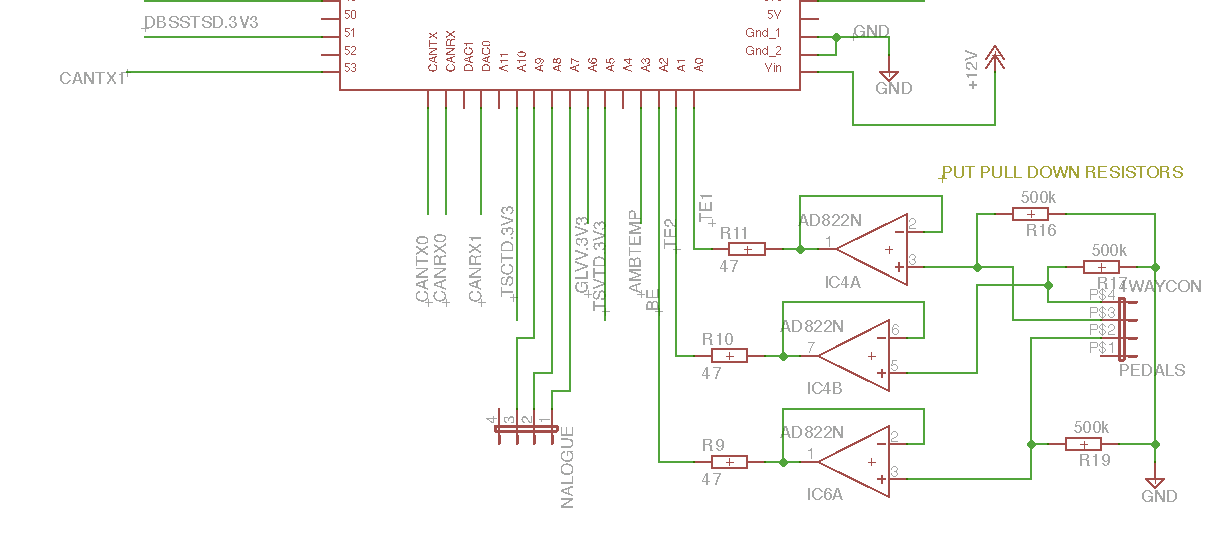 50
5V
DBSSTSD.3V3
51
Gnd_1
GND
52
Gnd_2
CANTX1
53
Vin
+12V
GND
CANTX
CANRX
DAC1
DAC0
A11
A10
A9
A8
A7
A6
A5
A4
A3
A2
A1
A0
PUT PULL DOWN RESISTORS
500k
R16
CANTX0
CANRX0
CANRX1
TSCTD.3V3
GLVV.3V3
TSVTD.3V3
AMBTEMP
BE
TE2
TE1
R11
47
AD822N
1
2
3
IC4A
500k
R17
4WAYCON
P$4
P$3
P$2
P$1
PEDALS
R10
47
AD822N
7
6
5
IC4B
R9
47
AD822N
1
2
3
IC6A
500k
R19
GND
4
3
2
1
NALOGUE